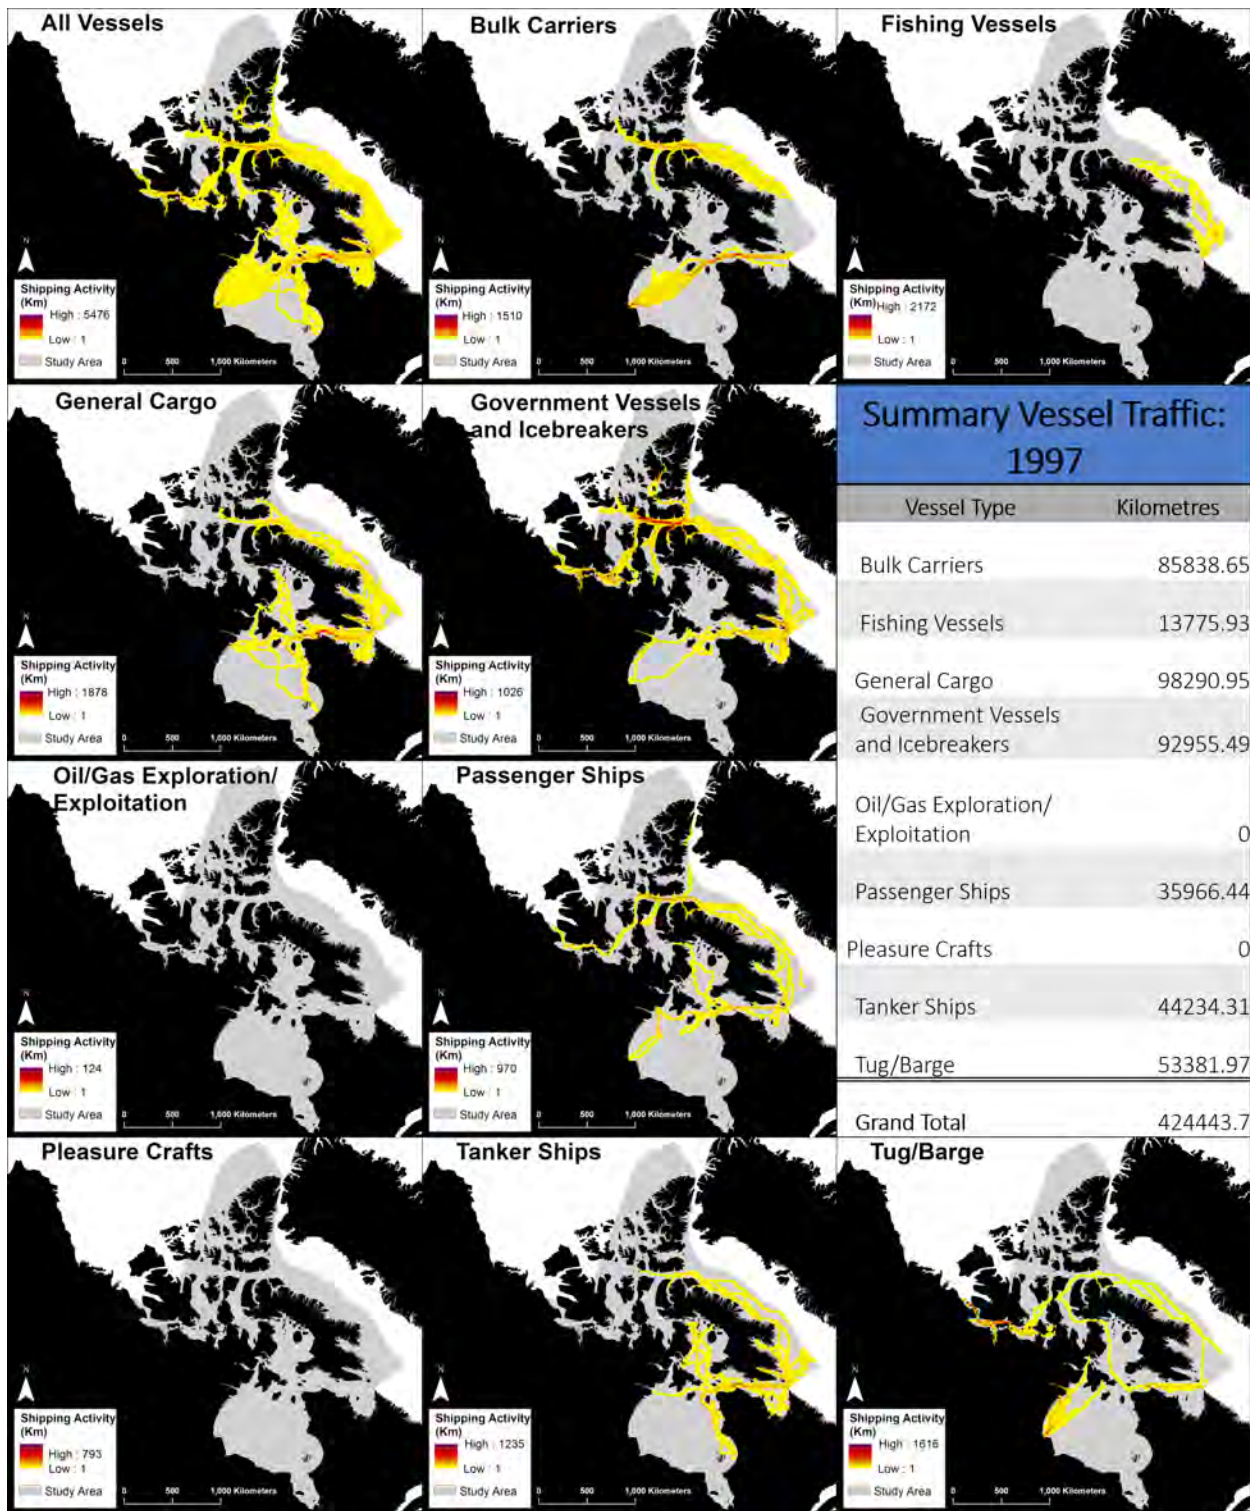 All Vessels
N
Shipping Activity
(Km)
High : 5476
Low : 1
Study Area
0 500 1,000 Kilometers
Bulk Carriers
N
Shipping Activity
(Km)
High : 1510
Low : 1
Study Area
0 500 1,000 Kilometers
Fishing Vessels
N
Shipping Activity
(Km)
High : 2172
Low : 1
Study Area
0 500 1,000 Kilometers
General Cargo
N
Shipping Activity
(Km)
High : 1878
Low : 1
Study Area
0 500 1,000 Kilometers
Government Vessels
and Icebreakers
N
Shipping Activity
(Km)
High : 1026
Low : 1
Study Area
0 500 1,000 Kilometers
Summary Vessel Traffic:
1997
Vessel Type Kilometres
Bulk Carriers 85838.65
Fishing Vessels 13775.93
General Cargo 98290.95
Government Vessels
and Icebreakers 92955.49
Oil/Gas Exploration/
Exploitation 0
Passenger Ships 35966.44
Pleasure Crafts 0
Tanker Ships 44234.31
Tug/Barge 53381.97
Grand Total 424443.7
Oil/Gas Exploration/
Exploitation
N
Shipping Activity
(Km)
High : 124
Low : 1
Study Area
0 500 1,000 Kilometers
Passenger Ships
N
Shipping Activity
(Km)
High : 970
Low : 1
Study Area
0 500 1,000 Kilometers
Pleasure Crafts
N
Shipping Activity
(Km)
High : 793
Low : 1
Study Area
0 500 1,000 Kilometers
Tanker Ships
N
Shipping Activity
(Km)
High : 1235
Low : 1
Study Area
0 500 1,000 Kilometers
Tug/Barge
N
Shipping Activity
(Km)
High : 1616
Low : 1
Study Area
0 500 1,000 Kilometers